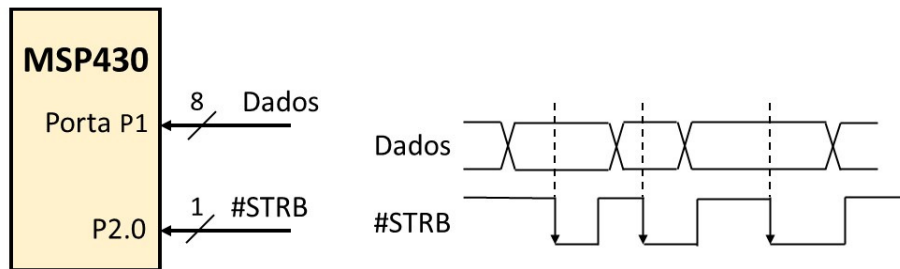 MSP430
Porta P1
8 Dados
P2.0
1 #STRB
Dados
#STRB